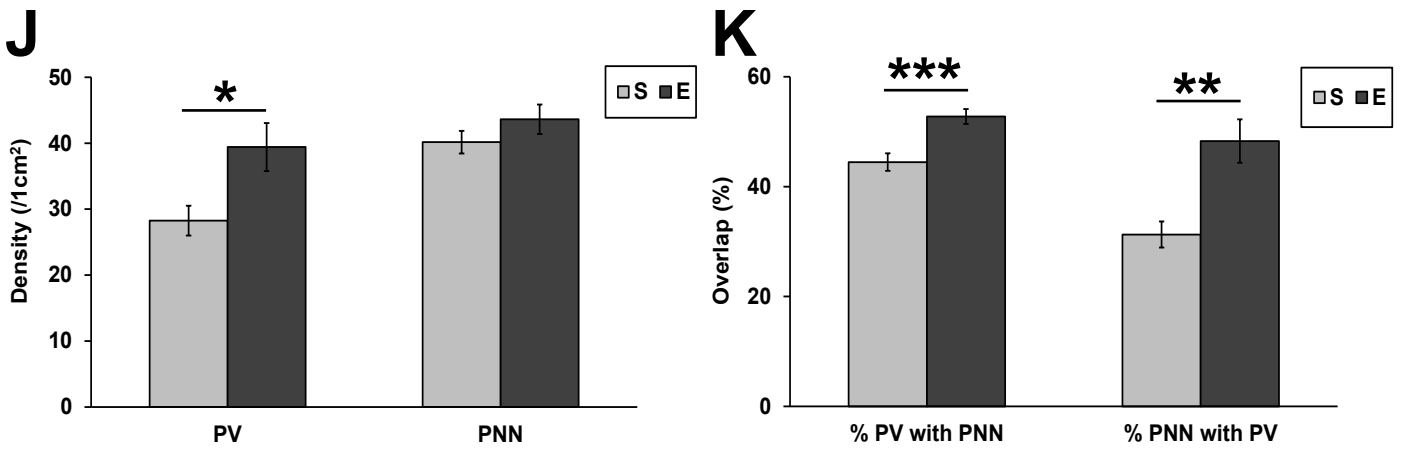 J
Density (/1cm²)
50
40
30
20
10
0
*
S E
PV
PNN
K
Overlap (%)
60
40
20
0
***
**
S E
% PV with PNN
% PNN with PV